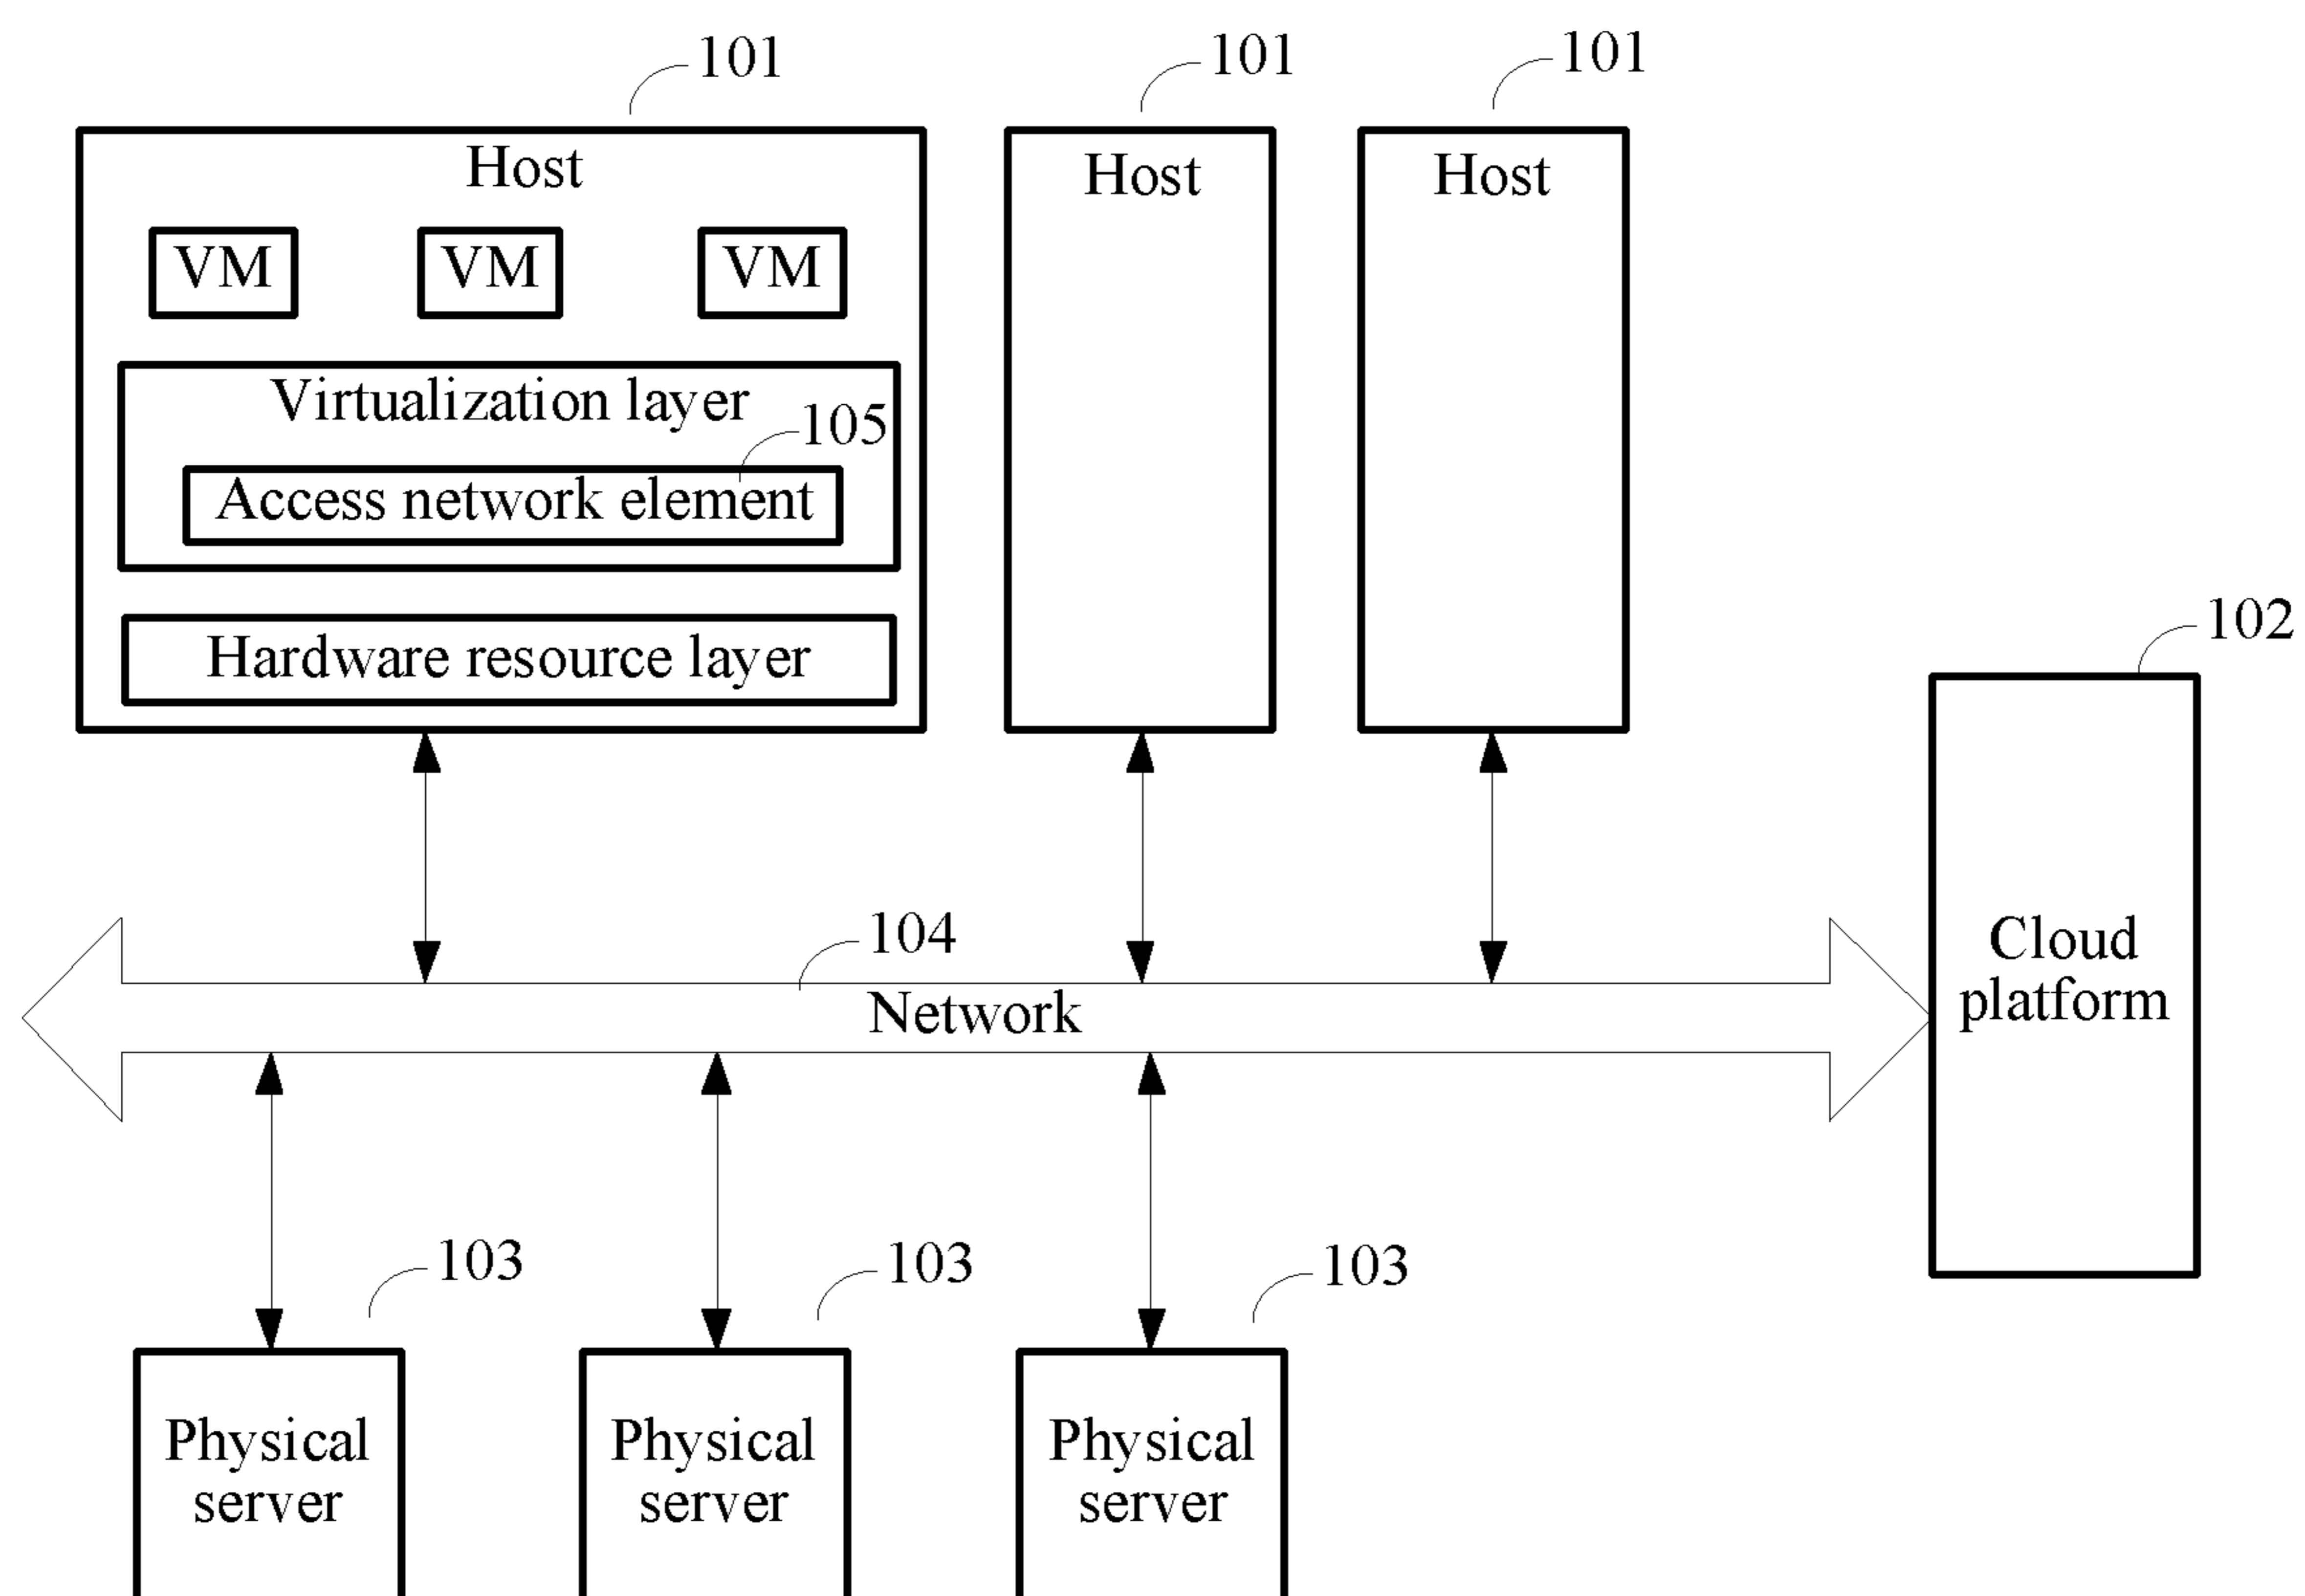 101
101
101
Host
Host
Host
VM
VM
VM
Virtualization layer
105
Access network element
Hardware resource layer
102
Cloud
platform
104
Network
103
103
103
Physical
server
Physical
server
Physical
server